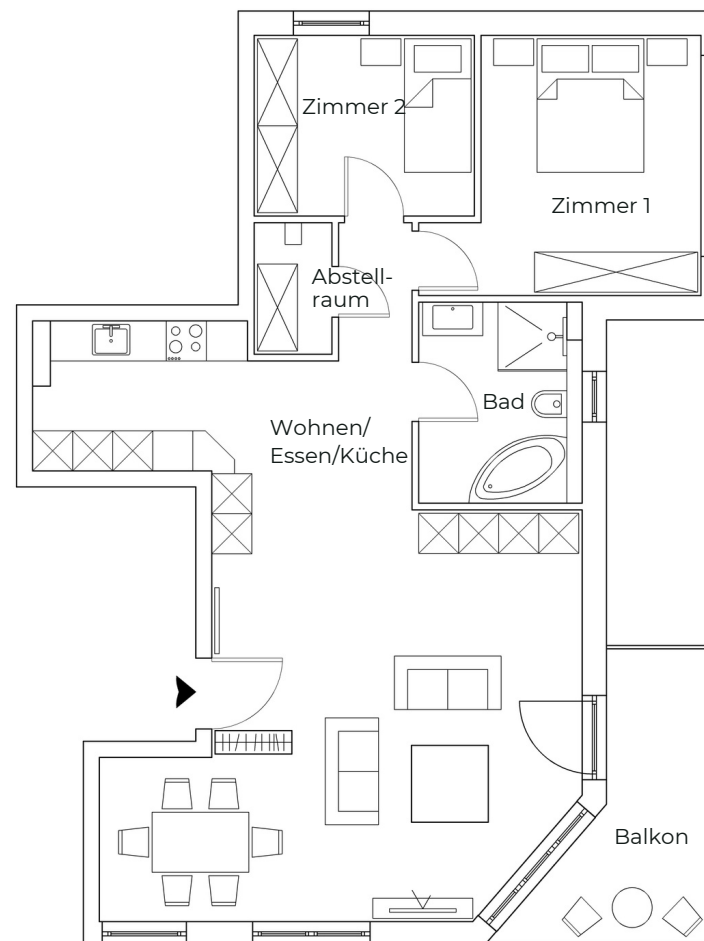 Zimmer 2
Zimmer 1
Abstell-
raum
Bad
Wohnen/
Essen/Küche
Balkon